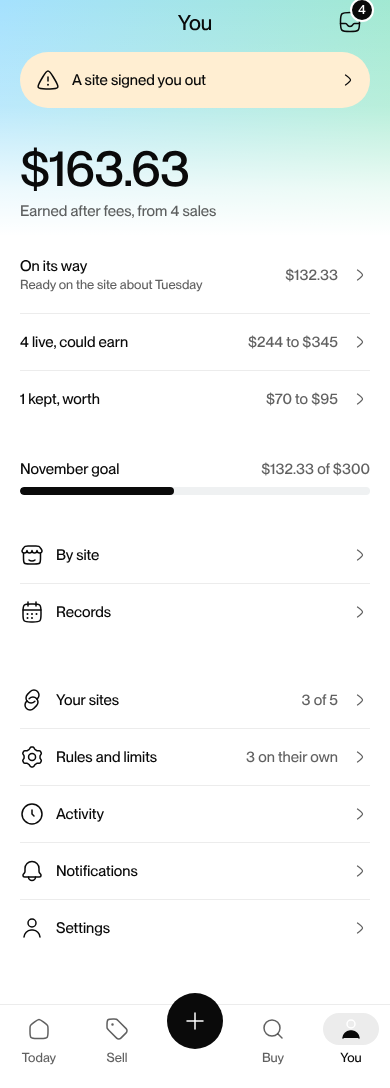 You
4
A site signed you out
$163.63
Earned after fees, from 4 sales
On its way
$132.33
Ready on the site about Tuesday
4 live, could earn
$244 to $345
1 kept, worth
$70 to $95
November goal
$132.33 of $300
By site
Records
Your sites
3 of 5
Rules and limits
3 on their own
Activity
Notifications
Settings
Today
Sell
Buy
You